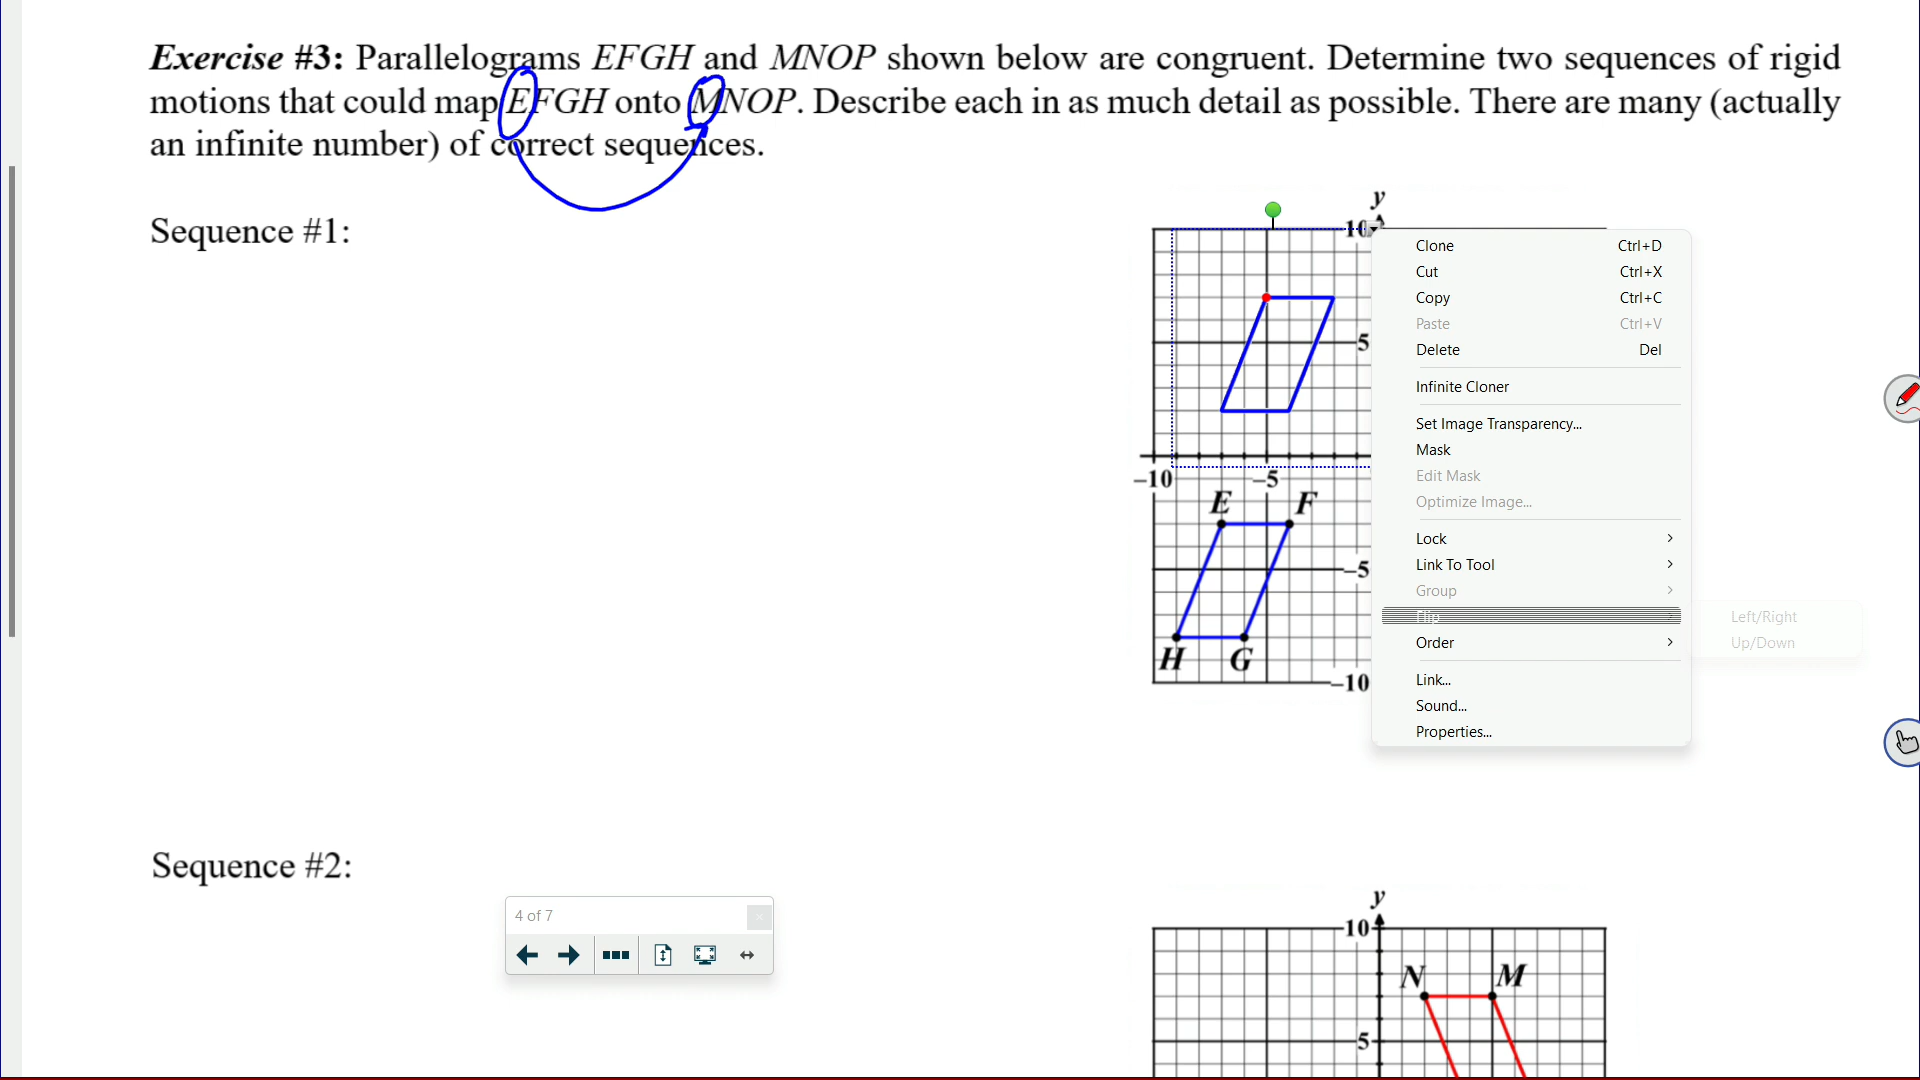 Exercise #3: Parallelograms EFGH and MNOP shown below are congruent. Determine two sequences of rigid
motions that could map EFGH onto MNOP. Describe each in as much detail as possible. There are many (actually
an infinite number) of correct sequences.
Sequence #1:
y
10
5
–10
–5
E
F
–5
H
G
–10
Clone Ctrl+D
Cut Ctrl+X
Copy Ctrl+C
Paste Ctrl+V
Delete Del
Infinite Cloner
Set Image Transparency...
Mask
Edit Mask
Optimize Image...
Lock
Link To Tool
Group
Flip
Left/Right
Up/Down
Order
Link...
Sound...
Properties...
Sequence #2:
4 of 7
y
10
N
M
5